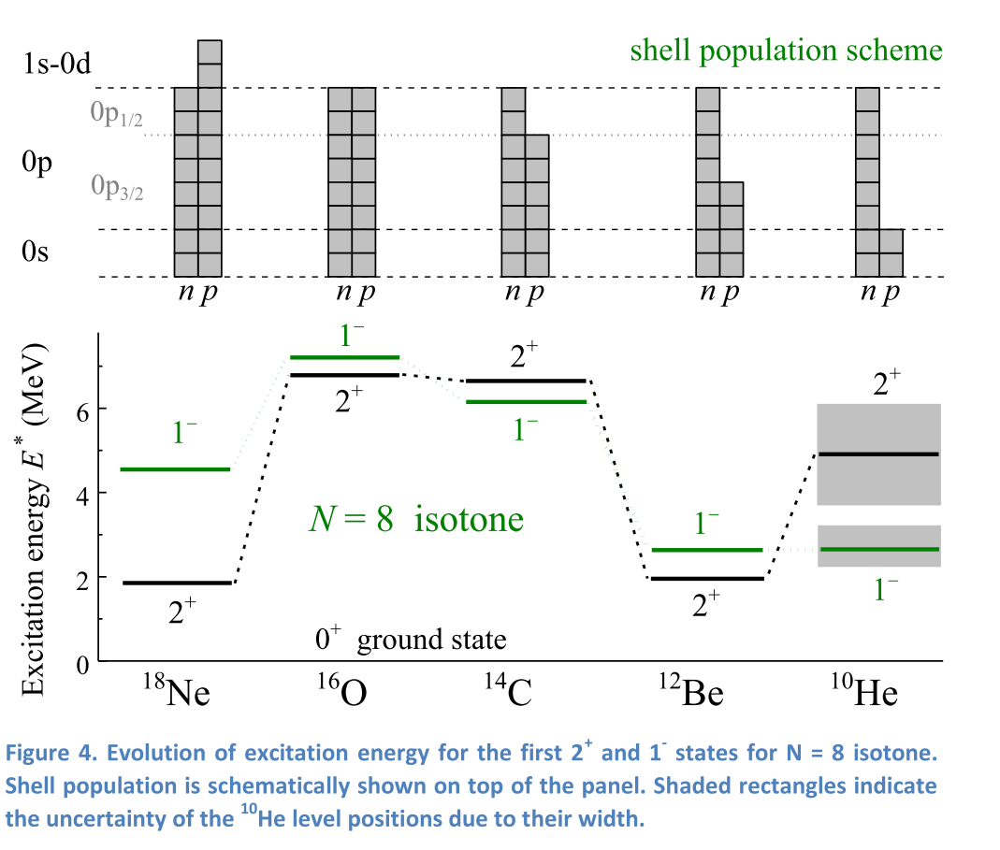 shell population scheme
1s-0d
0p1/2
0p
0p3/2
0s
n p
n p
n p
n p
n p
Excitation energy E* (MeV)
6
4
2
0
1⁻
2⁺
1⁻
2⁺
2⁺
1⁻
1⁻
2⁺
2⁺
1⁻
N = 8 isotone
0⁺ ground state
¹⁸Ne
¹⁶O
¹⁴C
¹²Be
¹⁰He
Figure 4. Evolution of excitation energy for the first 2⁺ and 1⁻ states for N = 8 isotone.
Shell population is schematically shown on top of the panel. Shaded rectangles indicate
the uncertainty of the ¹⁰He level positions due to their width.